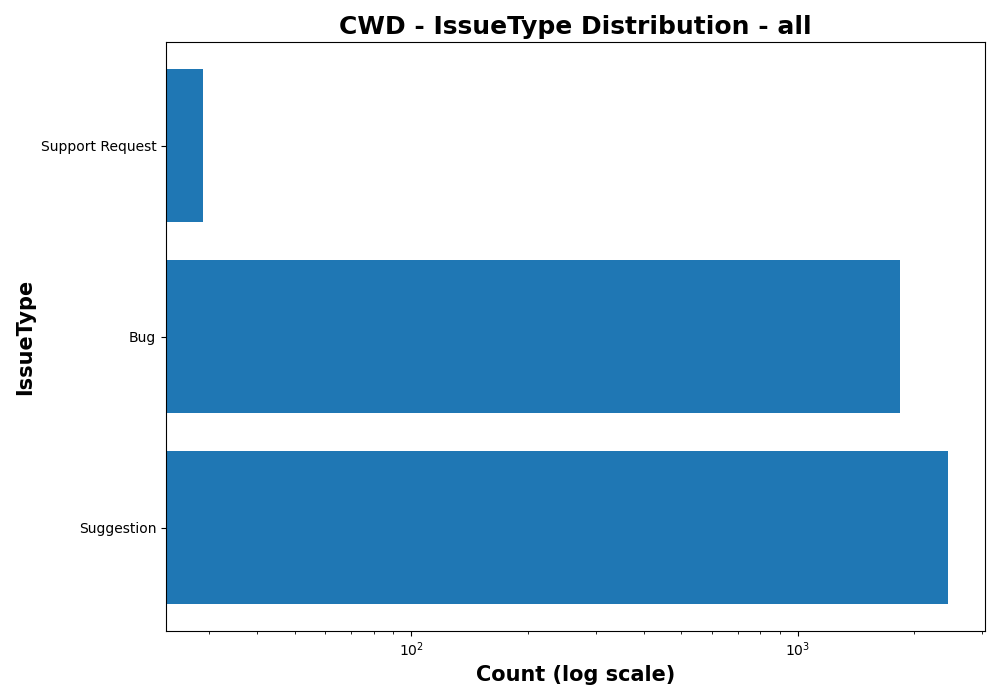 CWD - IssueType Distribution - all
Support Request
Bug
Suggestion
IssueType
10²
10³
Count (log scale)